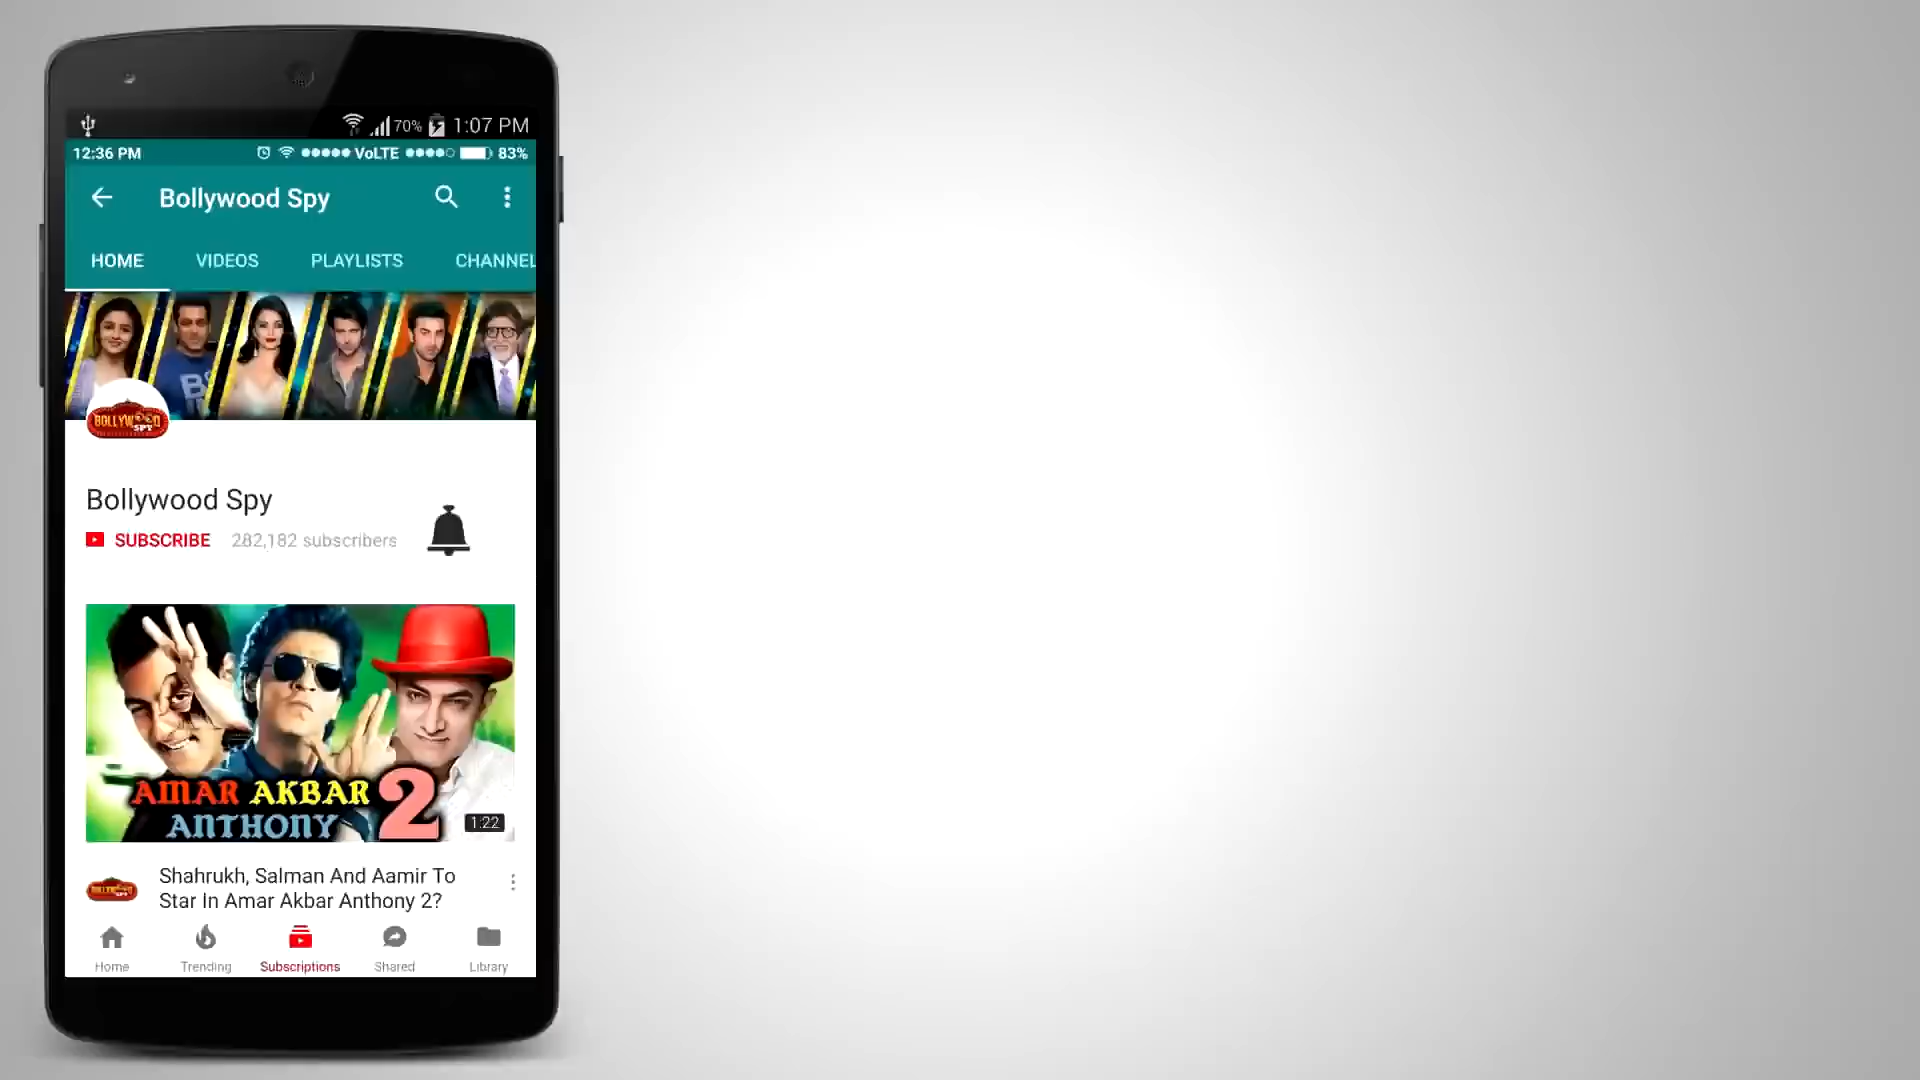 70% 1:07 PM
12:36 PM VoLTE 83%
Bollywood Spy
HOME VIDEOS PLAYLISTS CHANNEL
BOLLYWOOD
SPY
Bollywood Spy
SUBSCRIBE 282,182 subscribers
AMAR AKBAR
ANTHONY 2
1:22
Shahrukh, Salman And Aamir To
Star In Amar Akbar Anthony 2?
Home Trending Subscriptions Shared Library